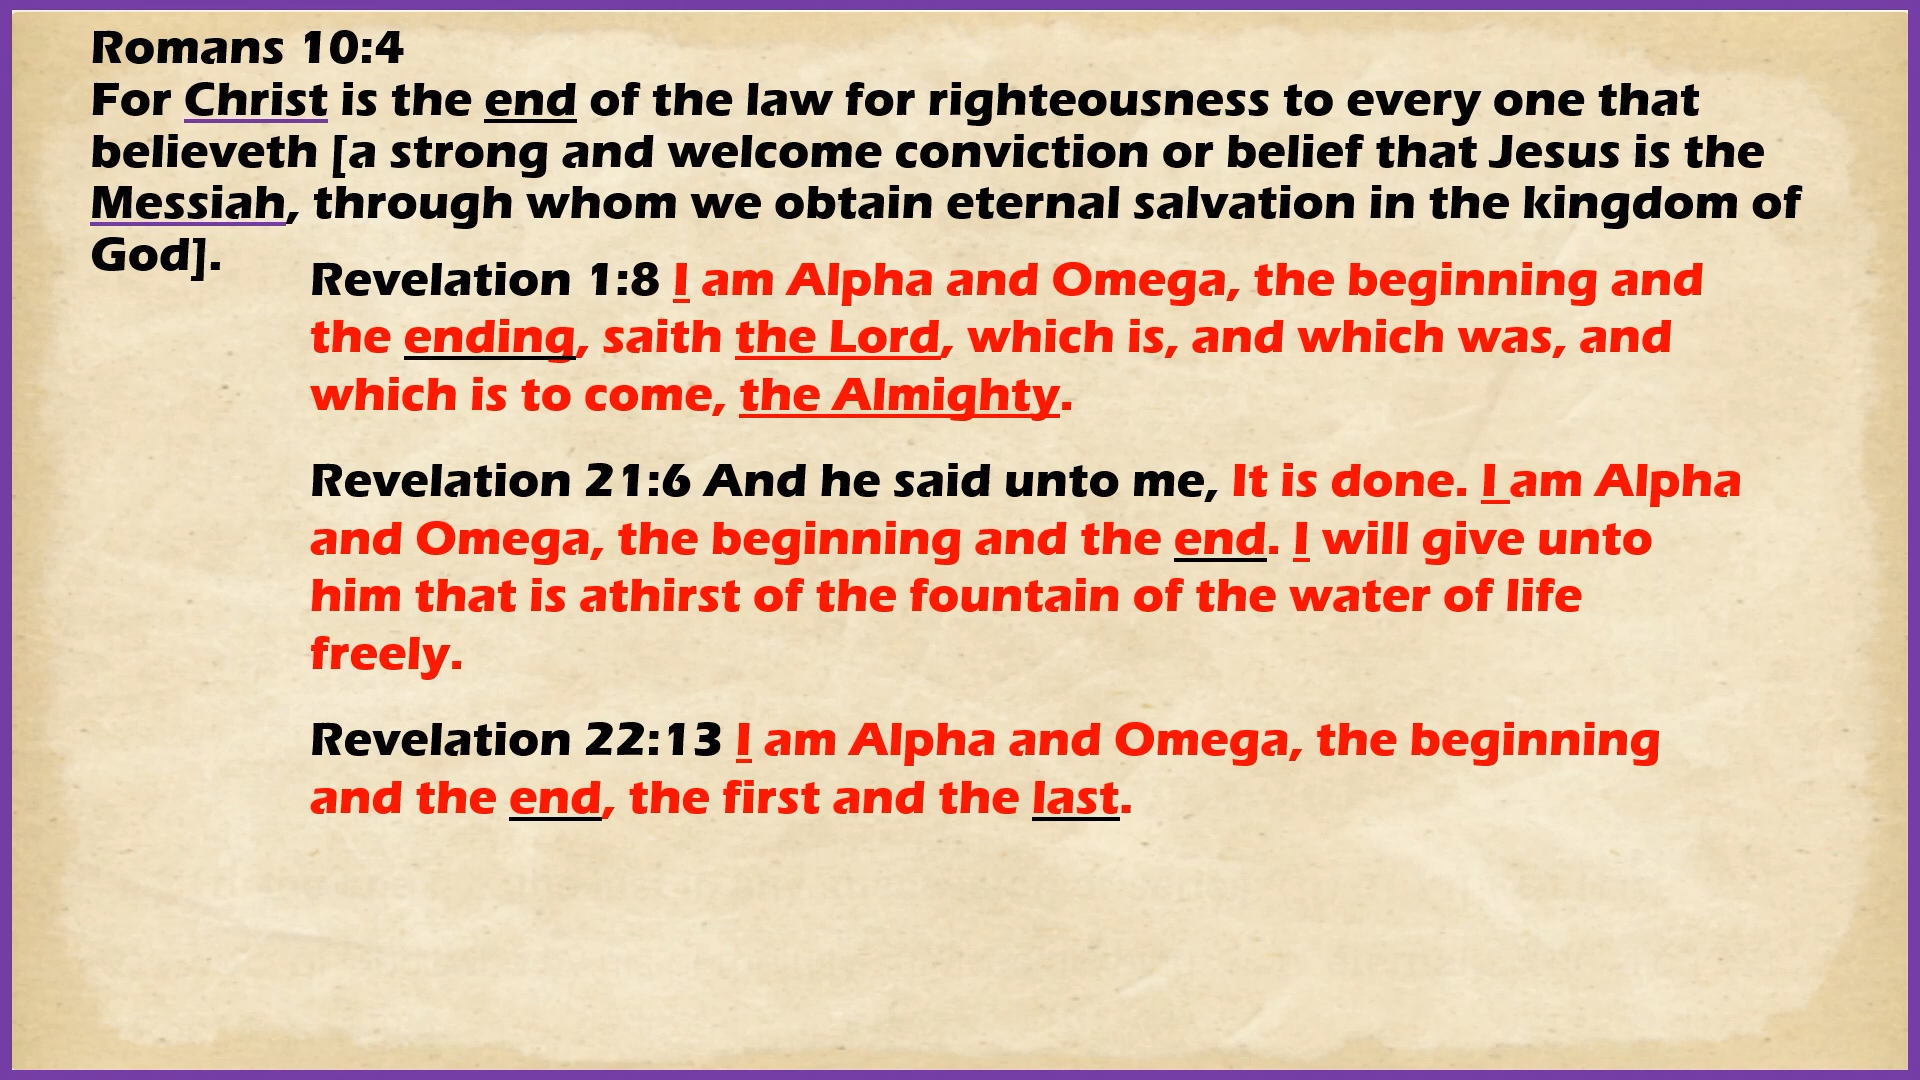 Romans 10:4
For Christ is the end of the law for righteousness to every one that
believeth [a strong and welcome conviction or belief that Jesus is the
Messiah, through whom we obtain eternal salvation in the kingdom of
God].
Revelation 1:8 I am Alpha and Omega, the beginning and
the ending, saith the Lord, which is, and which was, and
which is to come, the Almighty.
Revelation 21:6 And he said unto me, It is done. I am Alpha
and Omega, the beginning and the end. I will give unto
him that is athirst of the fountain of the water of life
freely.
Revelation 22:13 I am Alpha and Omega, the beginning
and the end, the first and the last.